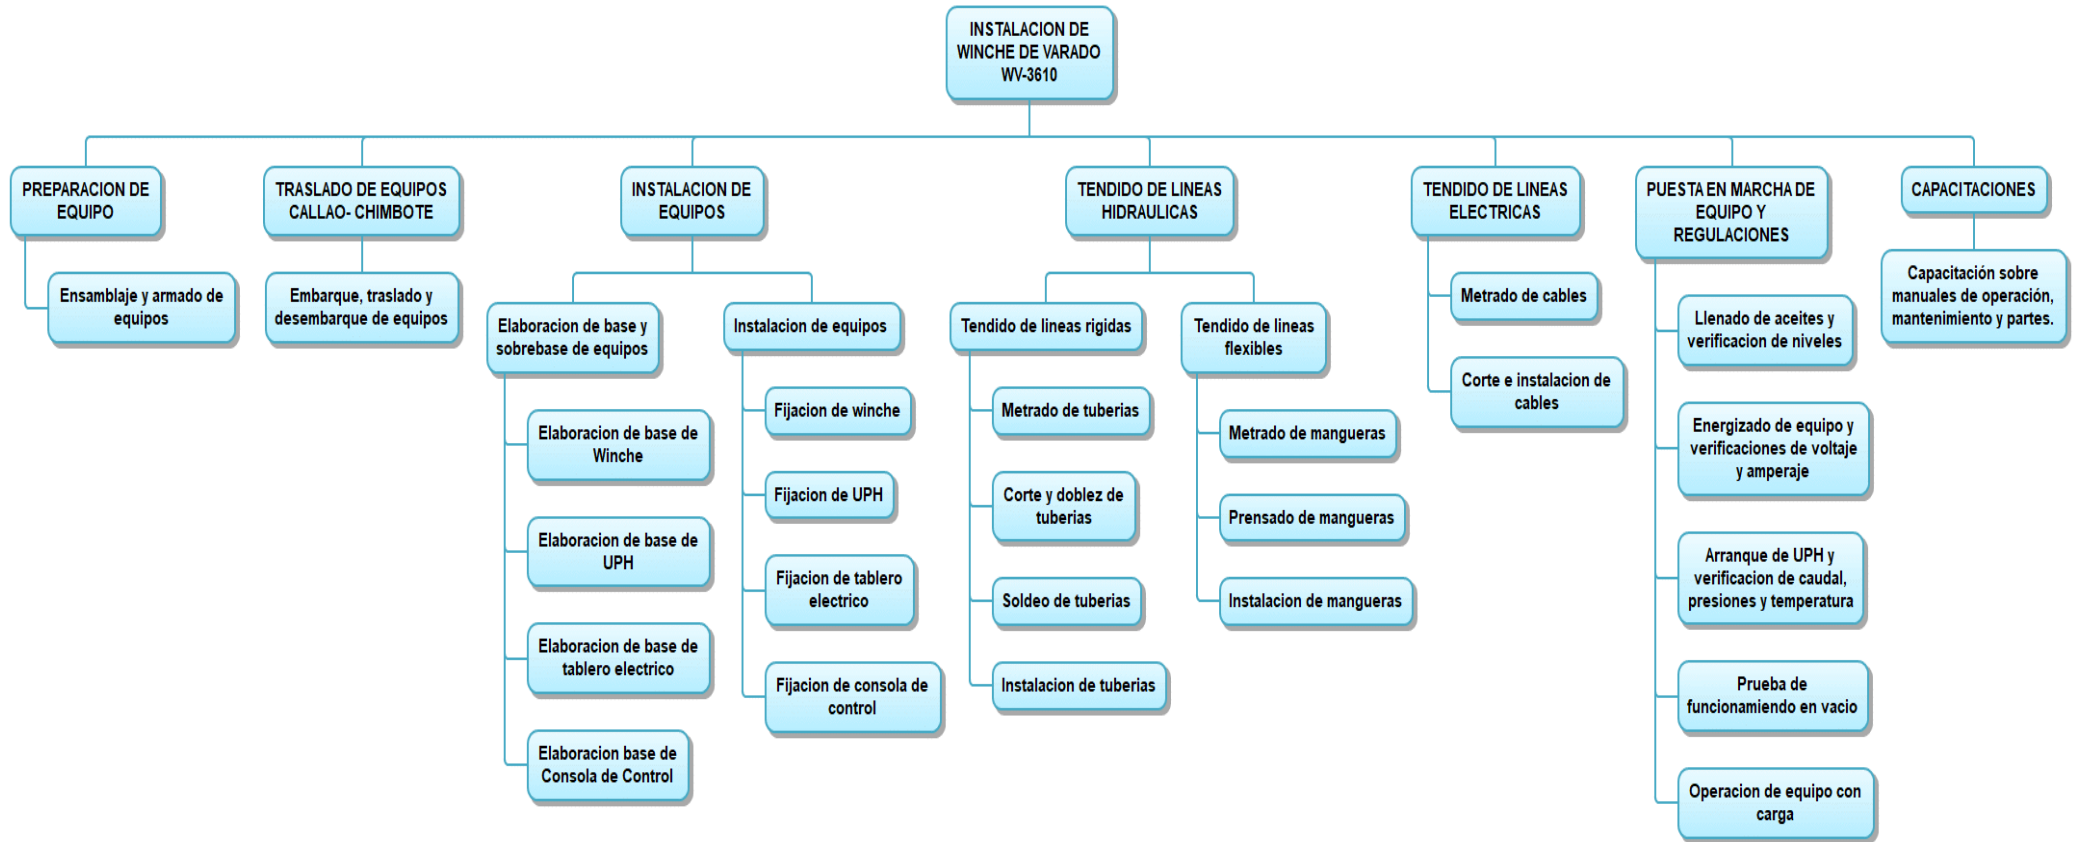 INSTALACION DE
WINCHE DE VARADO
WV-3610
PREPARACION DE
EQUIPO
Ensamblaje y armado de
equipos
TRASLADO DE EQUIPOS
CALLAO- CHIMBOTE
Embarque, traslado y
desembarque de equipos
INSTALACION DE
EQUIPOS
Elaboracion de base y
sobrebase de equipos
Elaboracion de base de
Winche
Elaboracion de base de
UPH
Elaboracion de base de
tablero electrico
Elaboracion base de
Consola de Control
Instalacion de equipos
Fijacion de winche
Fijacion de UPH
Fijacion de tablero
electrico
Fijacion de consola de
control
TENDIDO DE LINEAS
HIDRAULICAS
Tendido de lineas rigidas
Metrado de tuberias
Corte y doblez de
tuberias
Soldeo de tuberias
Instalacion de tuberias
Tendido de lineas
flexibles
Metrado de mangueras
Prensado de mangueras
Instalacion de mangueras
TENDIDO DE LINEAS
ELECTRICAS
Metrado de cables
Corte e instalacion de
cables
PUESTA EN MARCHA DE
EQUIPO Y
REGULACIONES
Llenado de aceites y
verificacion de niveles
Energizado de equipo y
verificaciones de voltaje
y amperaje
Arranque de UPH y
verificacion de caudal,
presiones y temperatura
Prueba de
funcionamiendo en vacio
Operacion de equipo con
carga
CAPACITACIONES
Capacitación sobre
manuales de operación,
mantenimiento y partes.